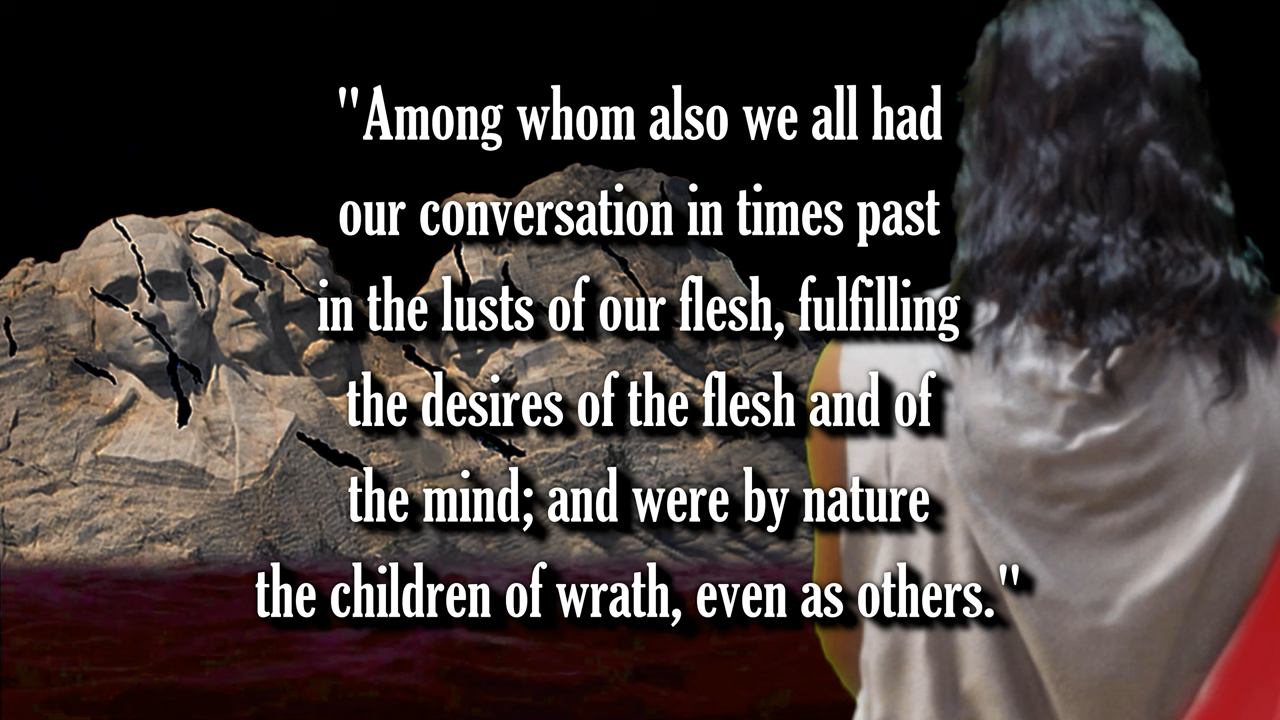 "Among whom also we all had
our conversation in times past
in the lusts of our flesh, fulfilling
the desires of the flesh and of
the mind; and were by nature
the children of wrath, even as others."